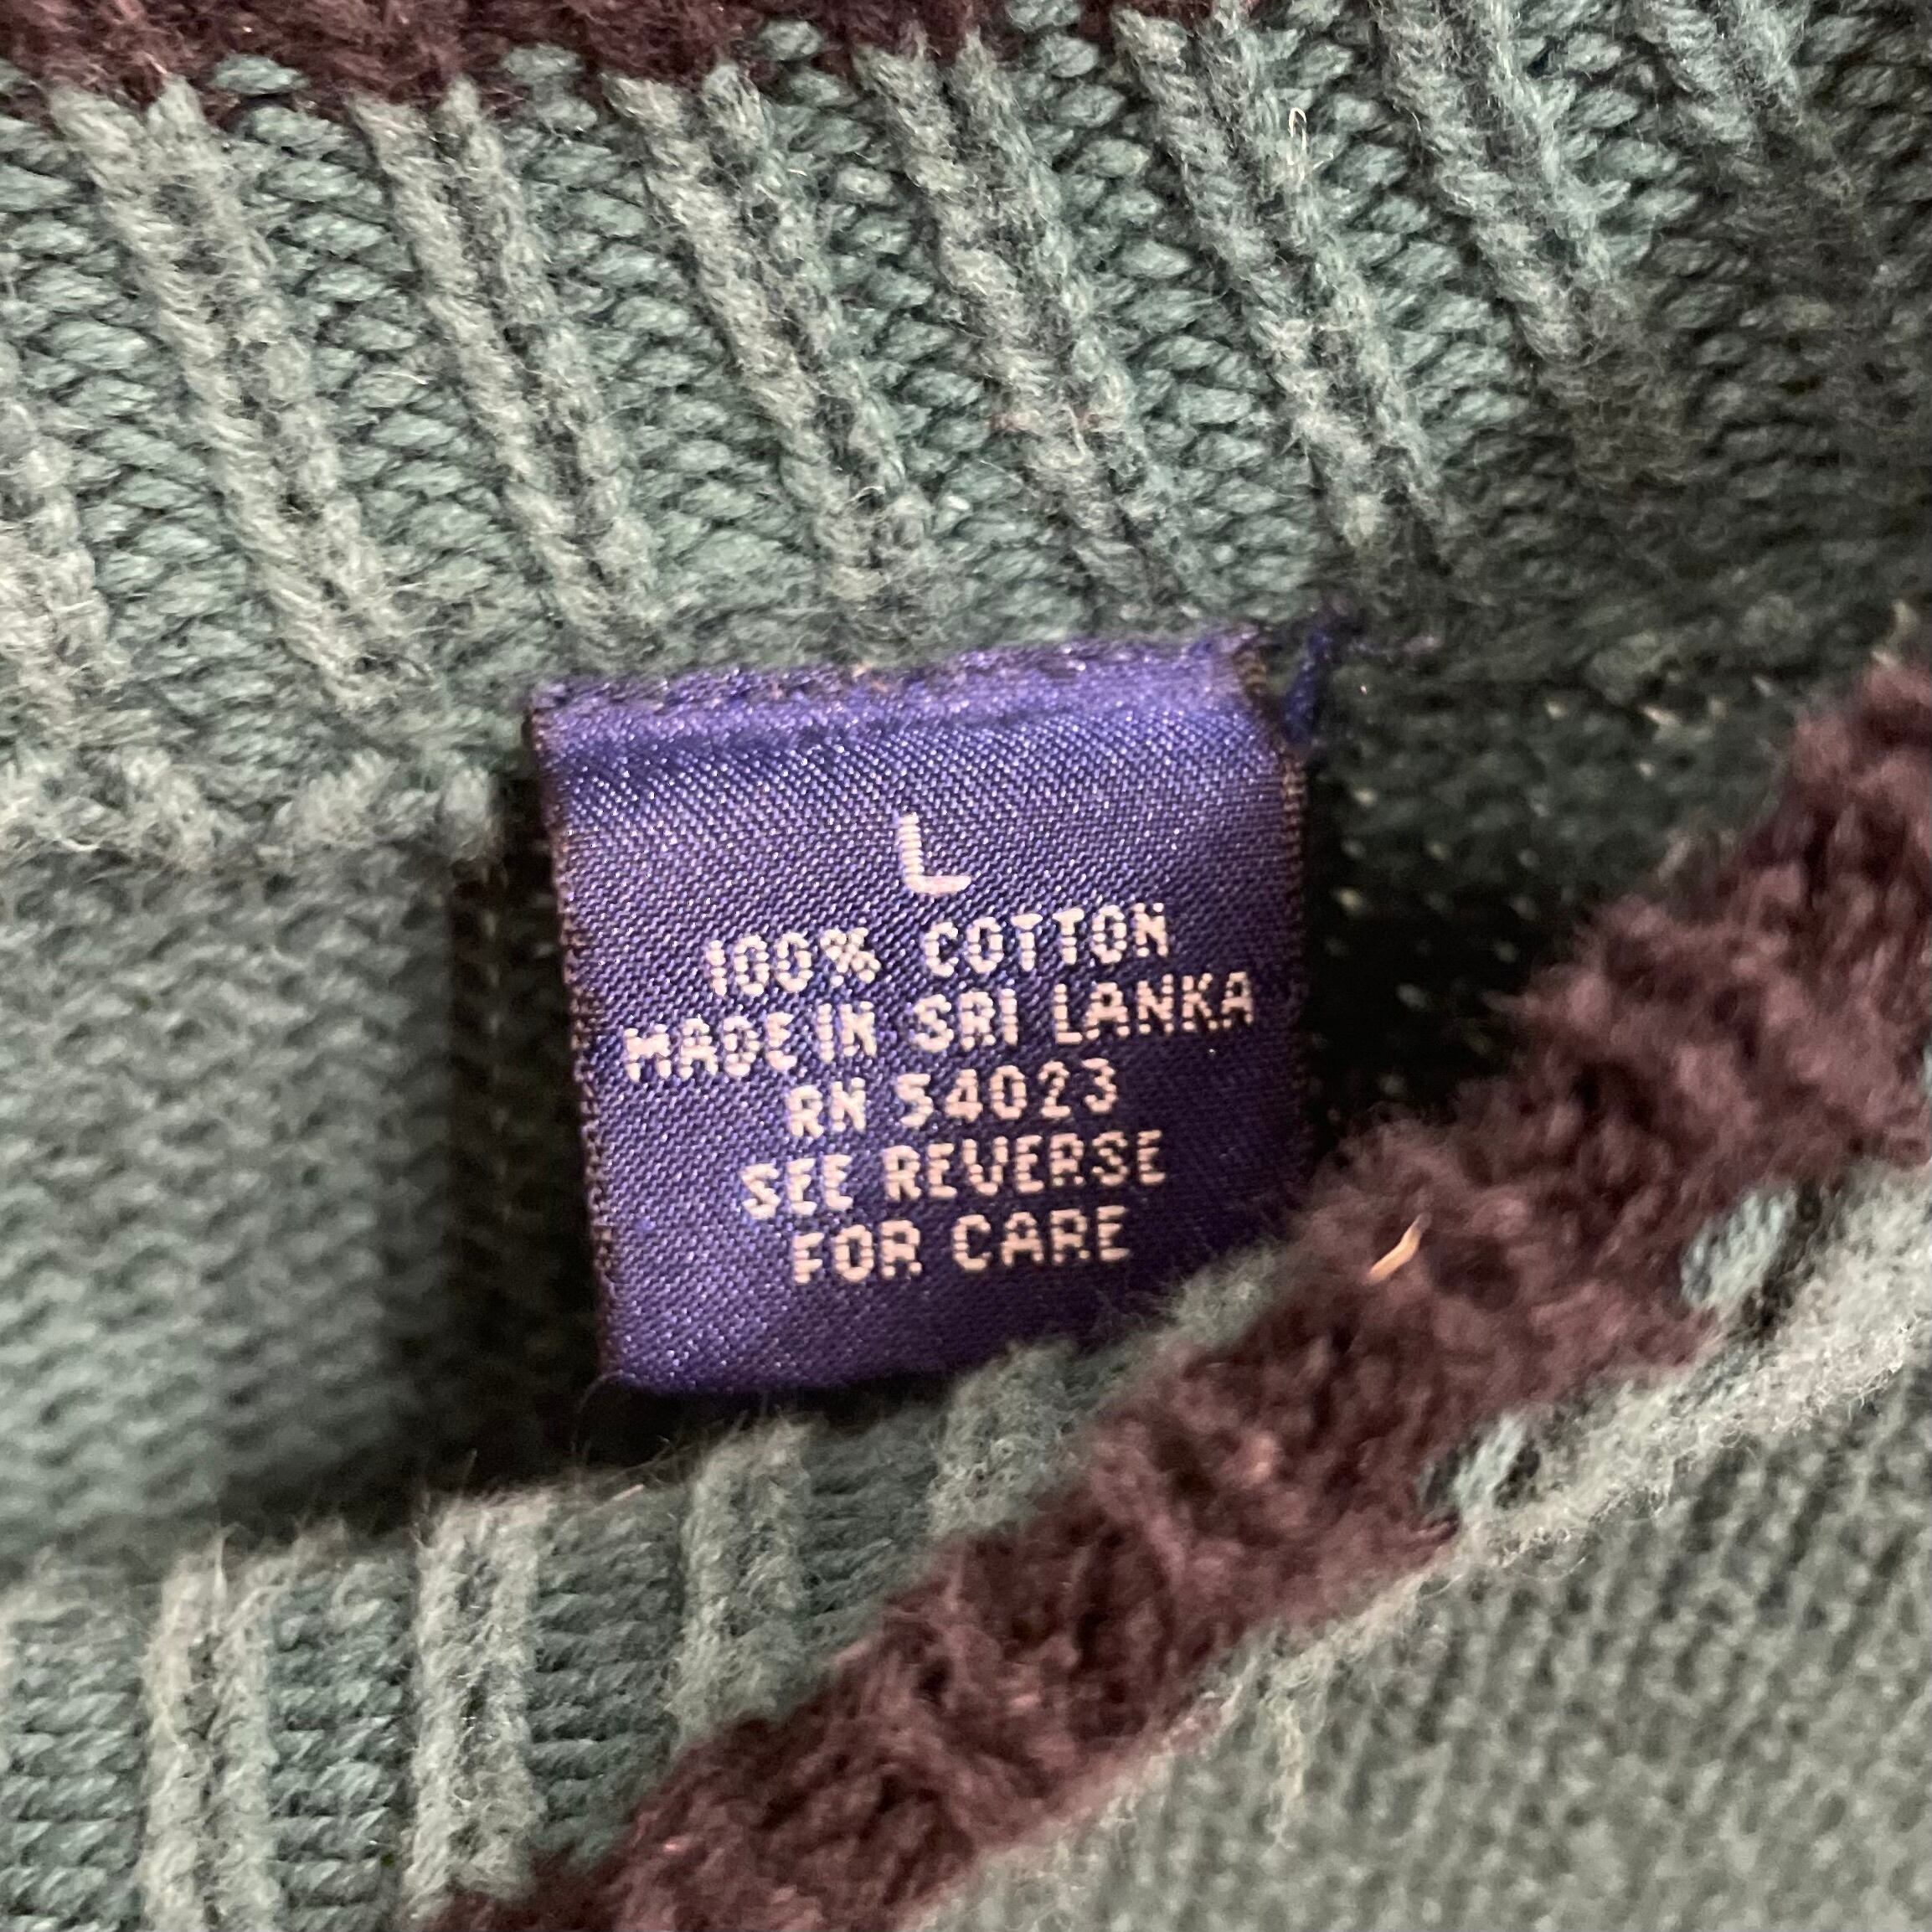 L
100% COTTON
MADE IN SRI LANKA
RN 54023
SEE REVERSE
FOR CARE